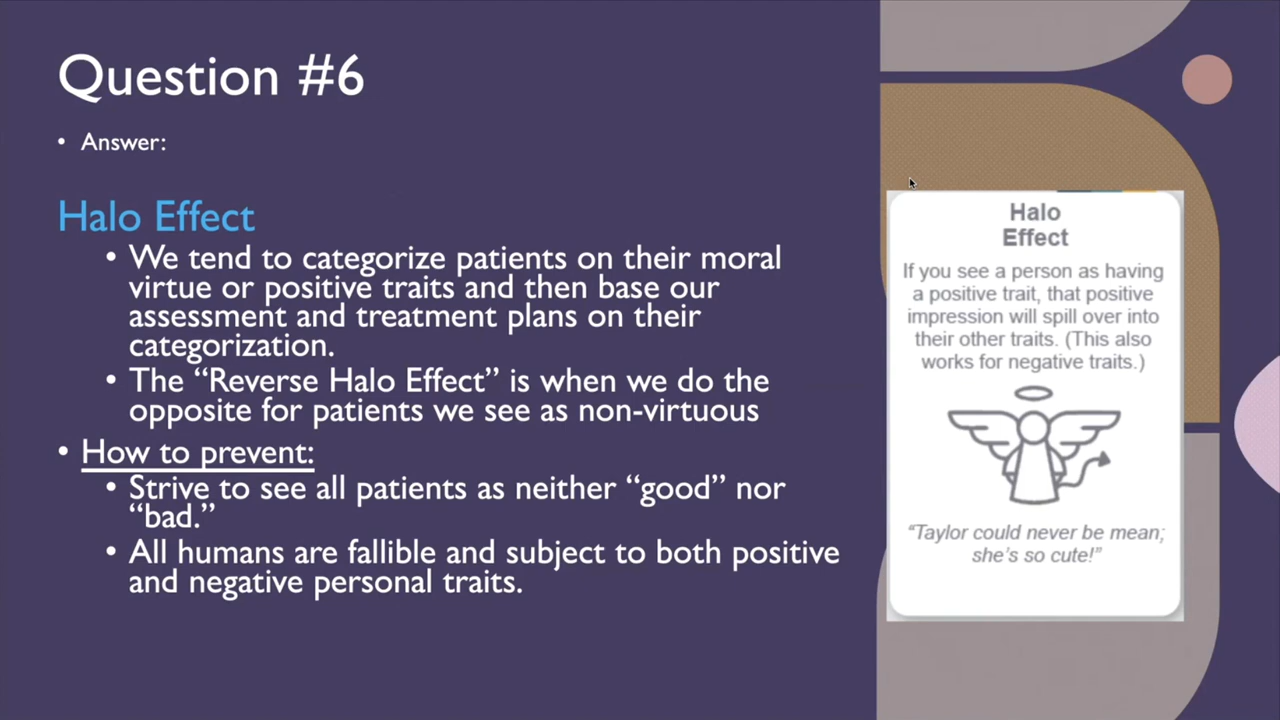 Question #6
• Answer:
Halo Effect
• We tend to categorize patients on their moral
virtue or positive traits and then base our
assessment and treatment plans on their
categorization.
• The “Reverse Halo Effect” is when we do the
opposite for patients we see as non-virtuous
• How to prevent:
• Strive to see all patients as neither “good” nor
“bad.”
• All humans are fallible and subject to both positive
and negative personal traits.
Halo
Effect
If you see a person as having
a positive trait, that positive
impression will spill over into
their other traits. (This also
works for negative traits.)
“Taylor could never be mean;
she’s so cute!”